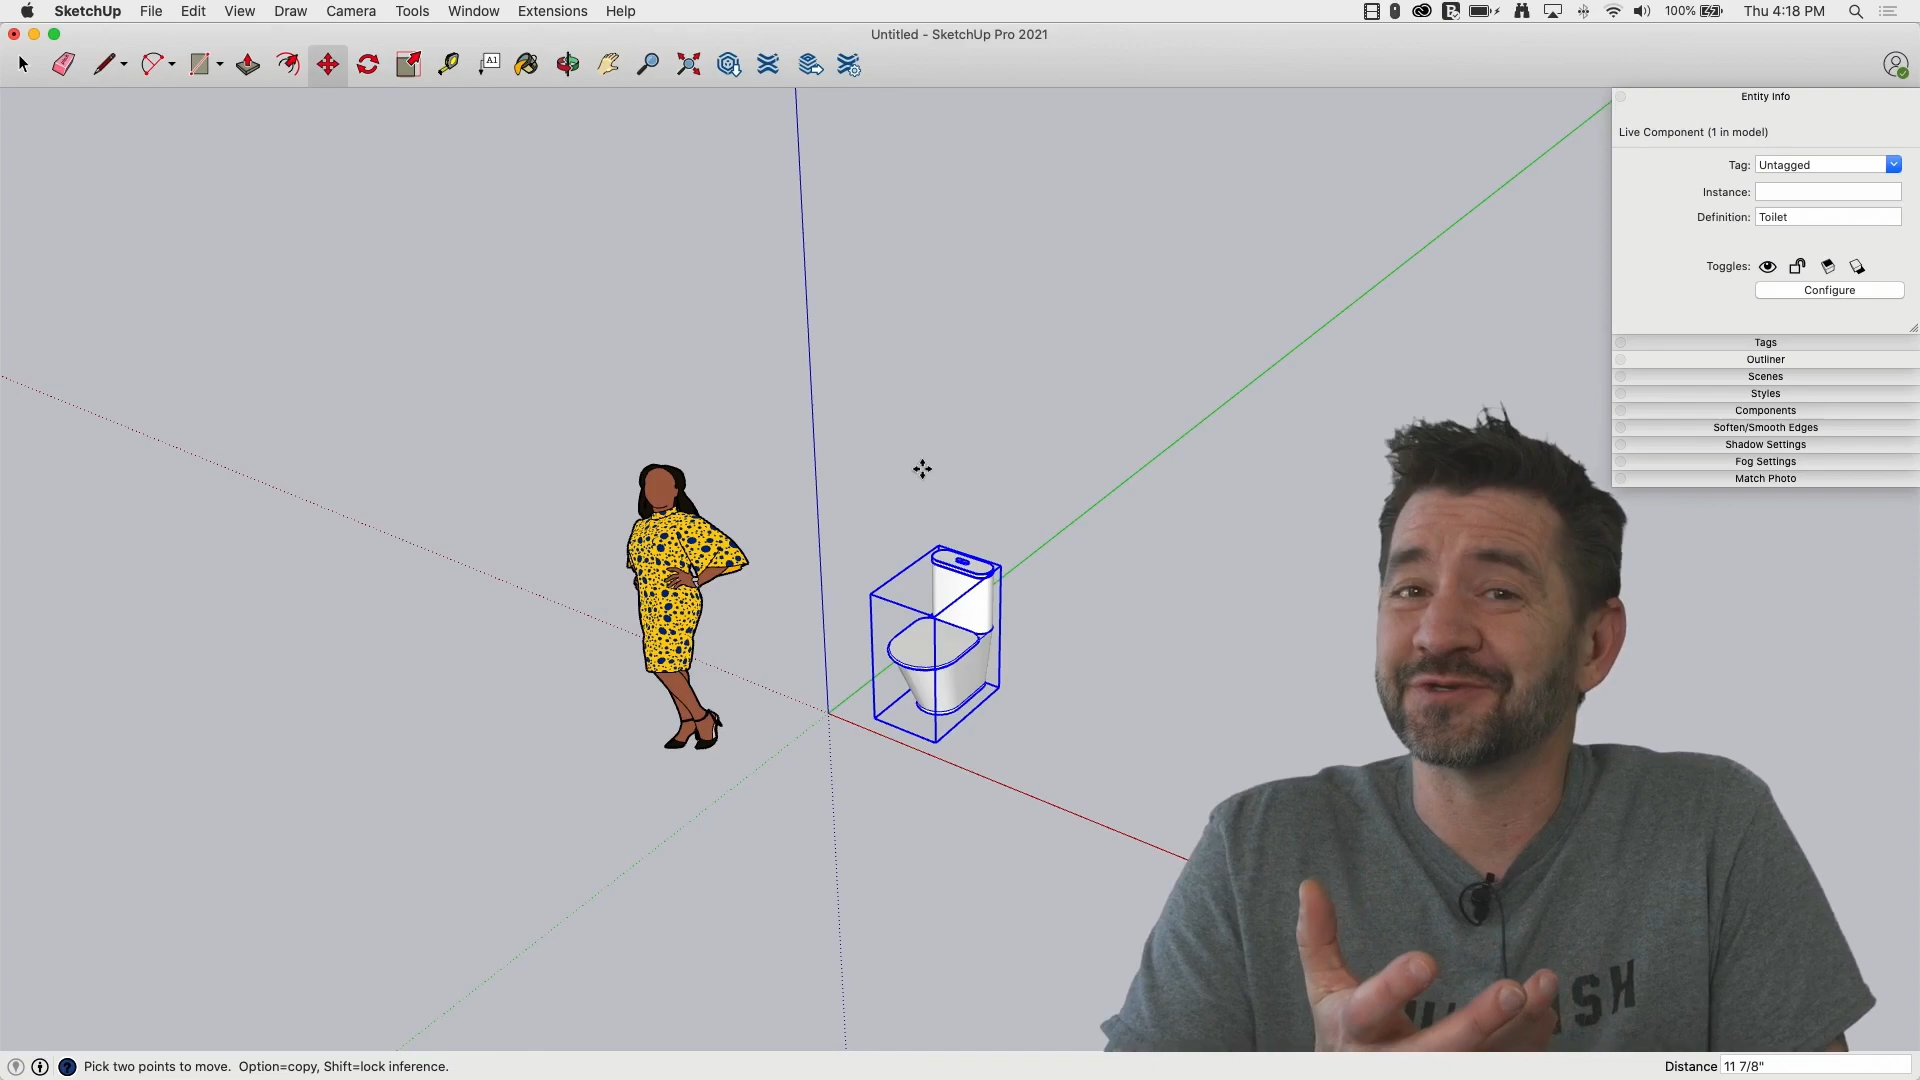 SketchUp File Edit View Draw Camera Tools Window Extensions Help 100% Thu 4:18 PM
Untitled - SketchUp Pro 2021
A1
Entity Info
Live Component (1 in model)
Tag: Untagged
Instance:
Definition: Toilet
Toggles:
Configure
Tags
Outliner
Scenes
Styles
Components
Soften/Smooth Edges
Shadow Settings
Fog Settings
Match Photo
Pick two points to move. Option=copy, Shift=lock inference. Distance 11 7/8"